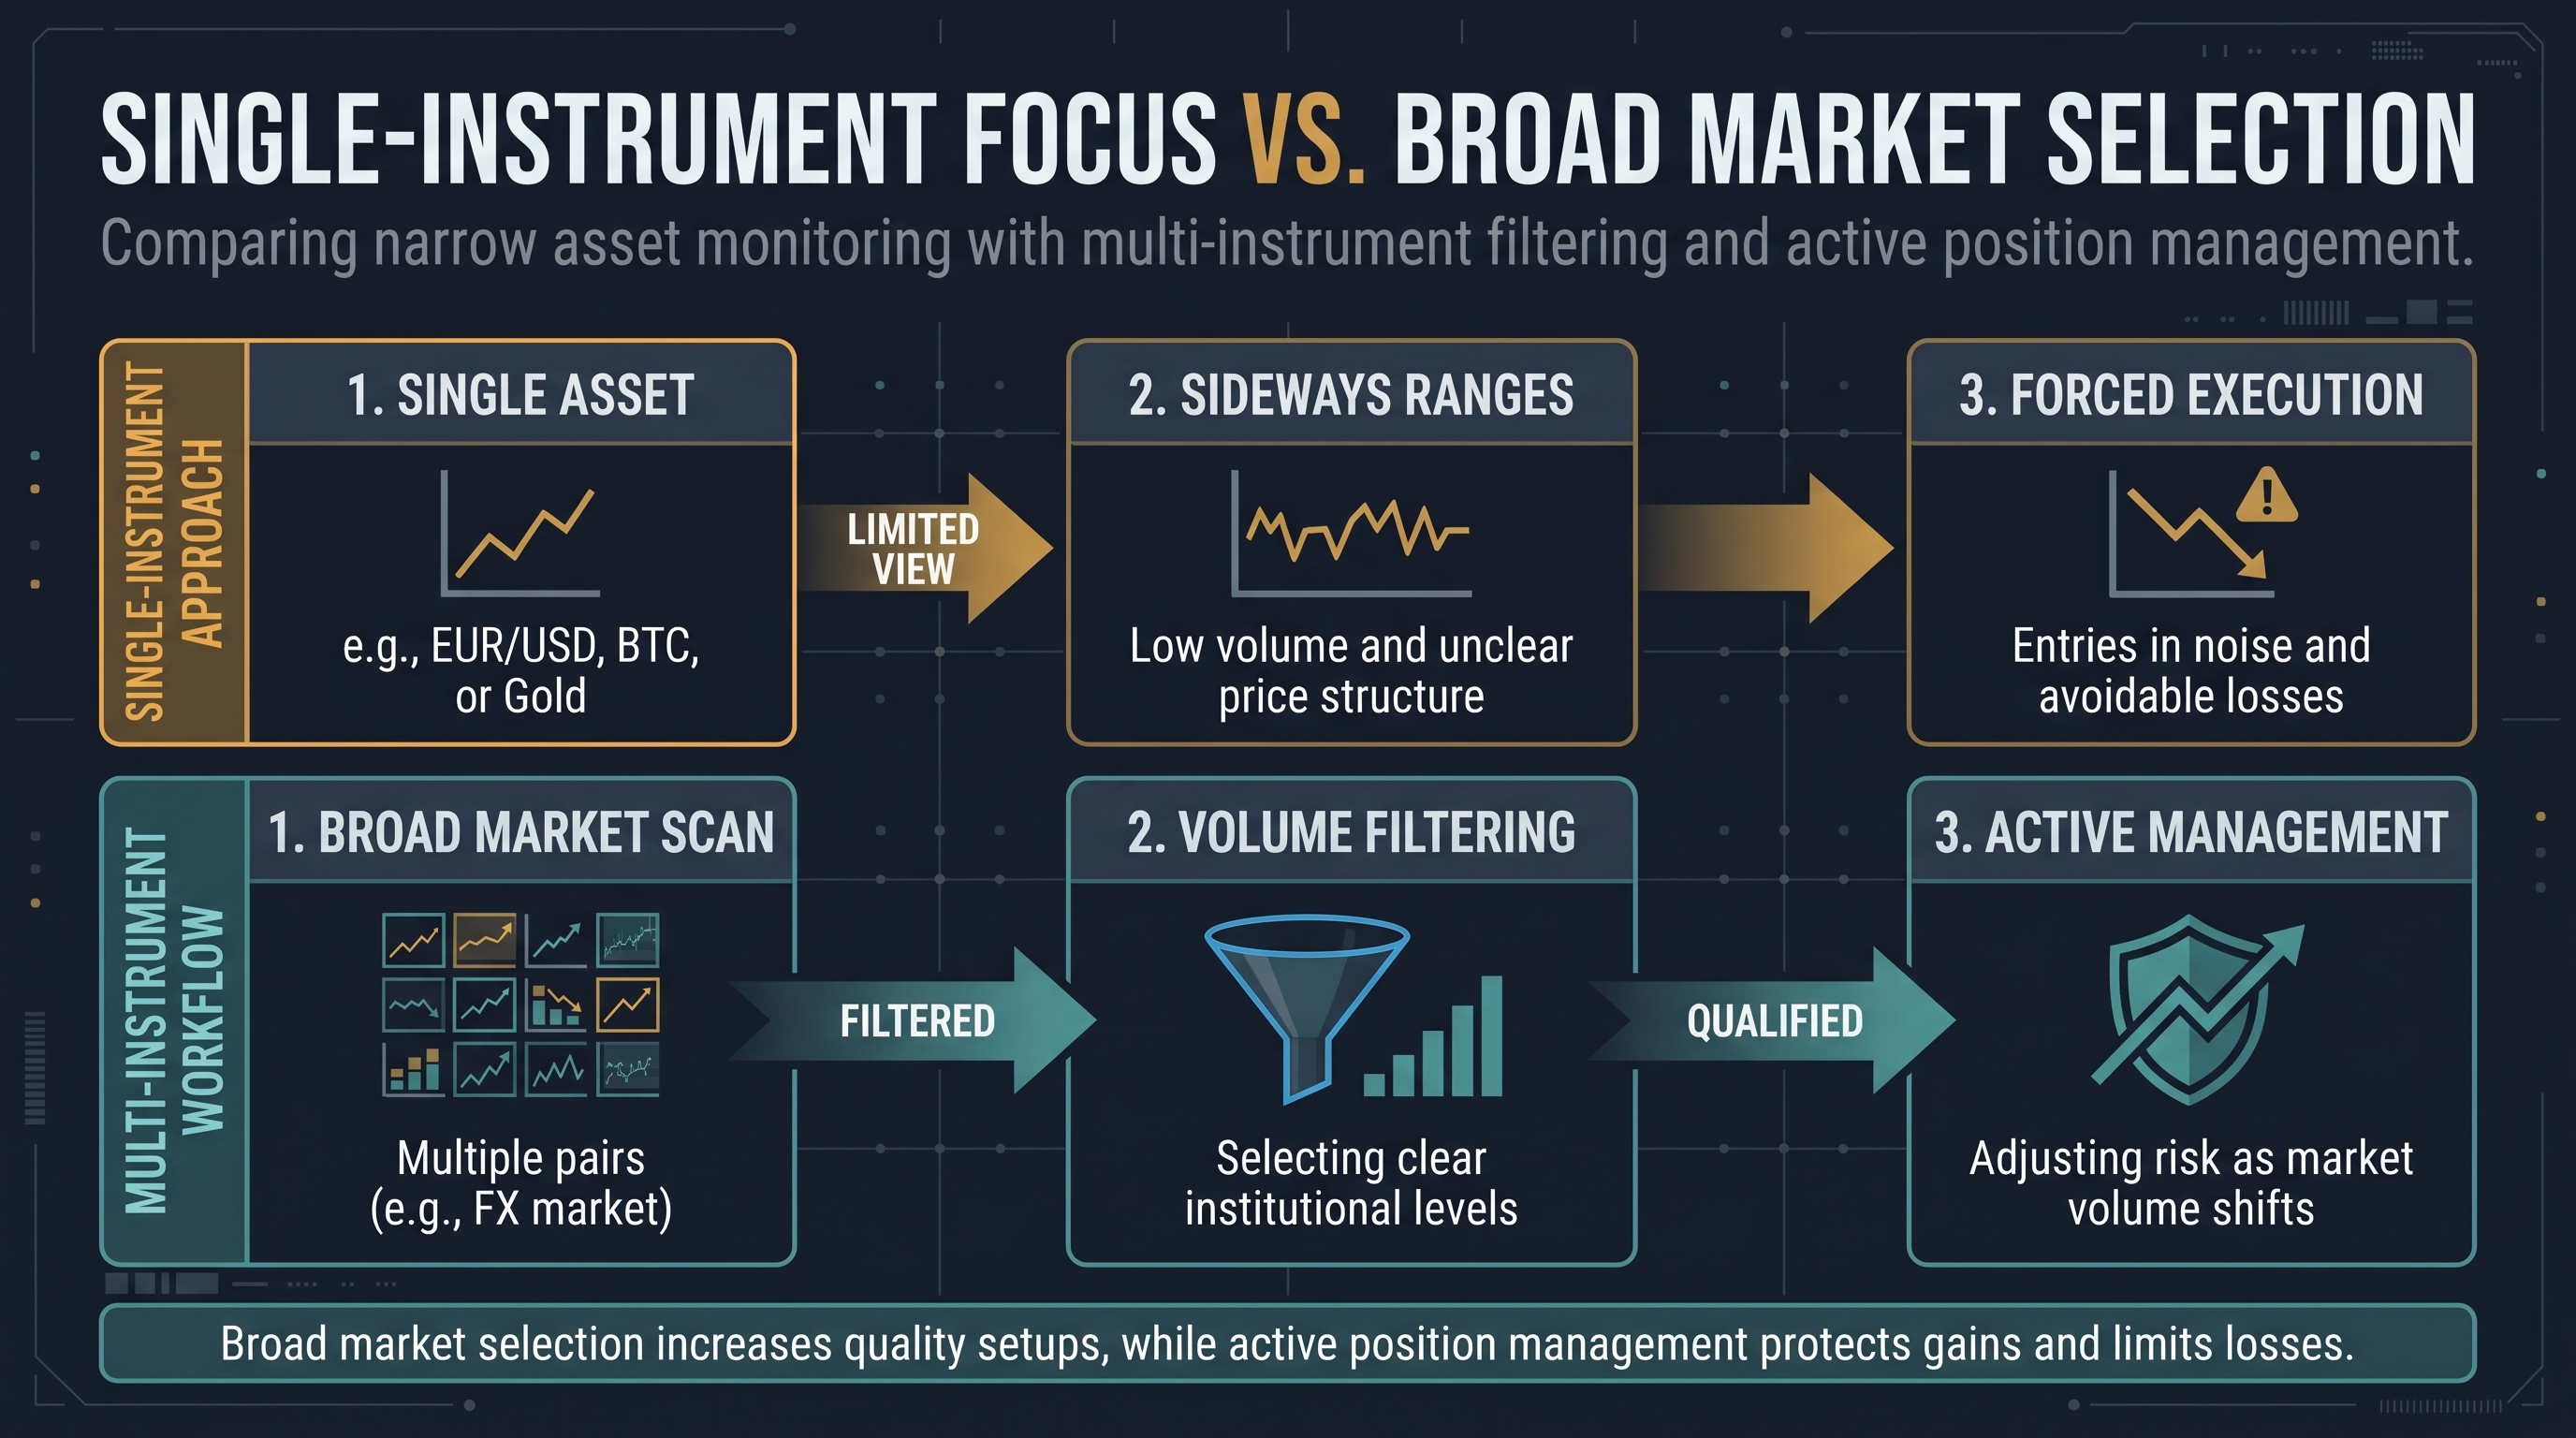 SINGLE-INSTRUMENT FOCUS VS. BROAD MARKET SELECTION
Comparing narrow asset monitoring with multi-instrument filtering and active position management.
SINGLE-INSTRUMENT
APPROACH
1. SINGLE ASSET
e.g., EUR/USD, BTC,
or Gold
LIMITED
VIEW
2. SIDEWAYS RANGES
Low volume and unclear
price structure
3. FORCED EXECUTION
Entries in noise and
avoidable losses
MULTI-INSTRUMENT
WORKFLOW
1. BROAD MARKET SCAN
Multiple pairs
(e.g., FX market)
FILTERED
2. VOLUME FILTERING
Selecting clear
institutional levels
QUALIFIED
3. ACTIVE MANAGEMENT
Adjusting risk as market
volume shifts
Broad market selection increases quality setups, while active position management protects gains and limits losses.